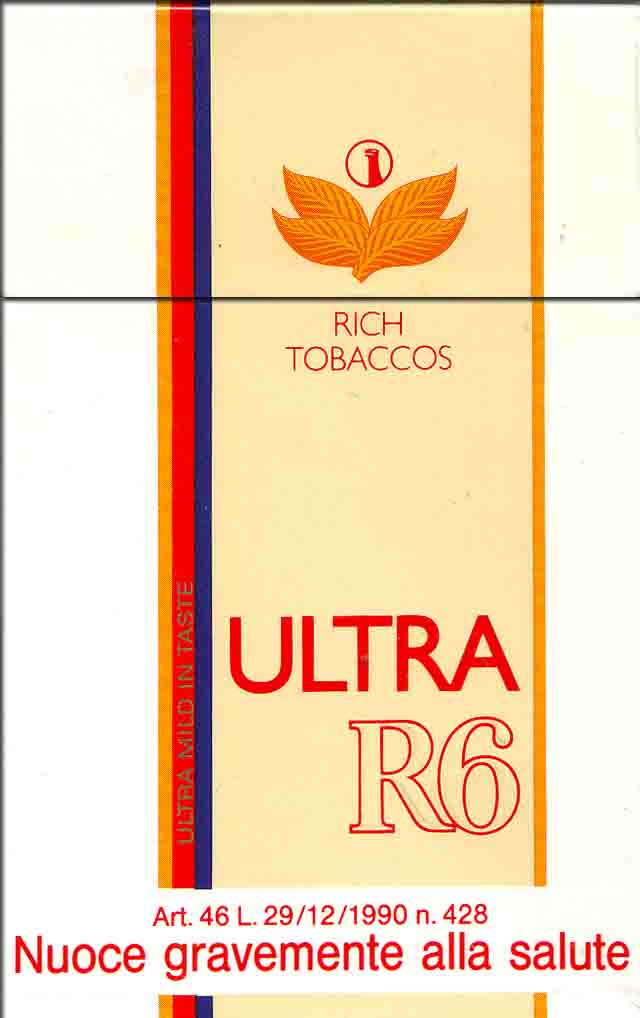 RICH
TOBACCOS
ULTRA MILD IN TASTE
ULTRA
R6
Art. 46 L. 29/12/1990 n. 428
Nuoce gravemente alla salute